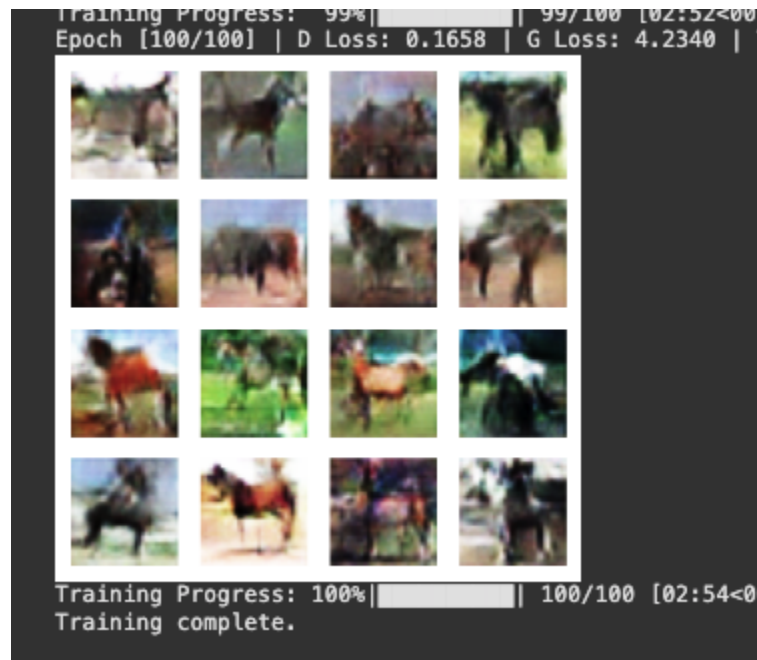 Training Progress: 99%| | 99/100 [02:52<00
Epoch [100/100] | D Loss: 0.1658 | G Loss: 4.2340 |
Training Progress: 100%| | 100/100 [02:54<0
Training complete.